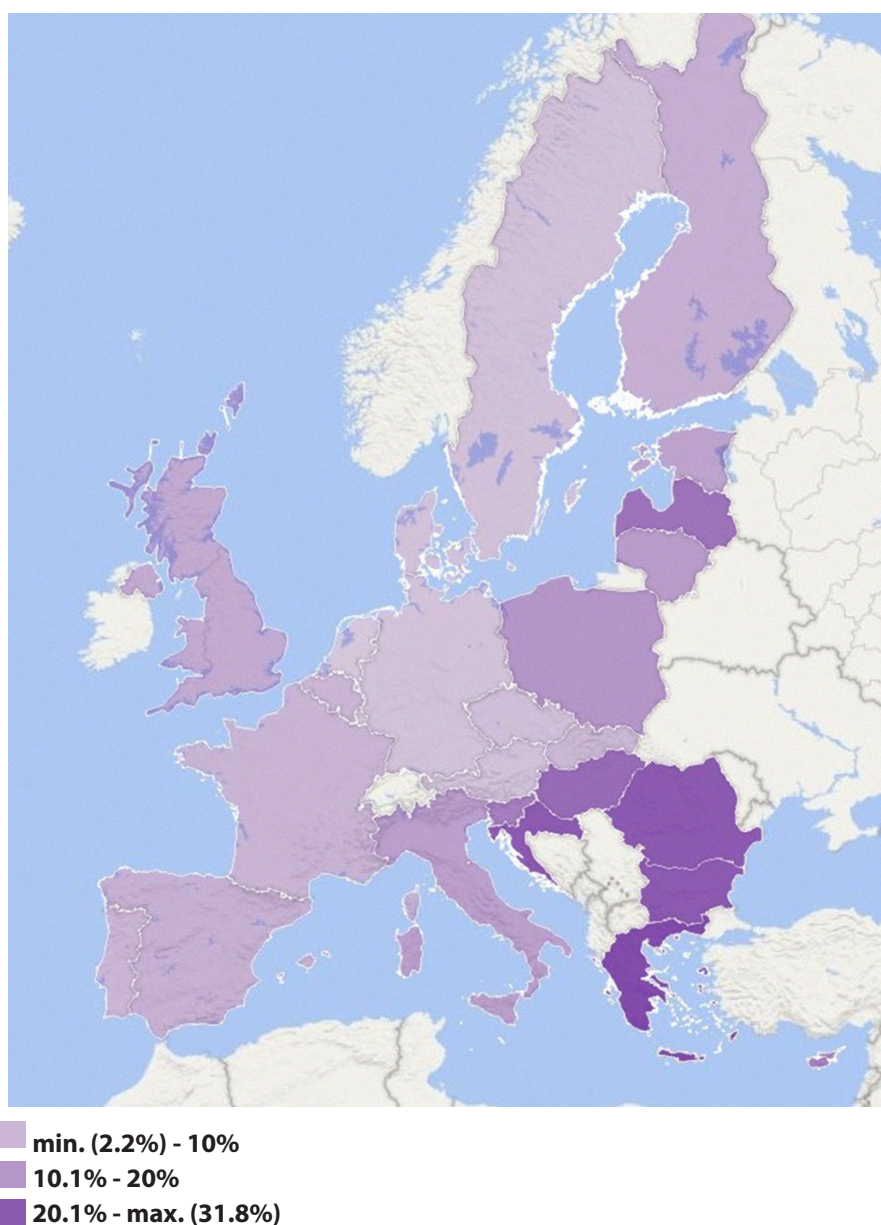 min. (2.2%) - 10%
10.1% - 20%
20.1% - max. (31.8%)